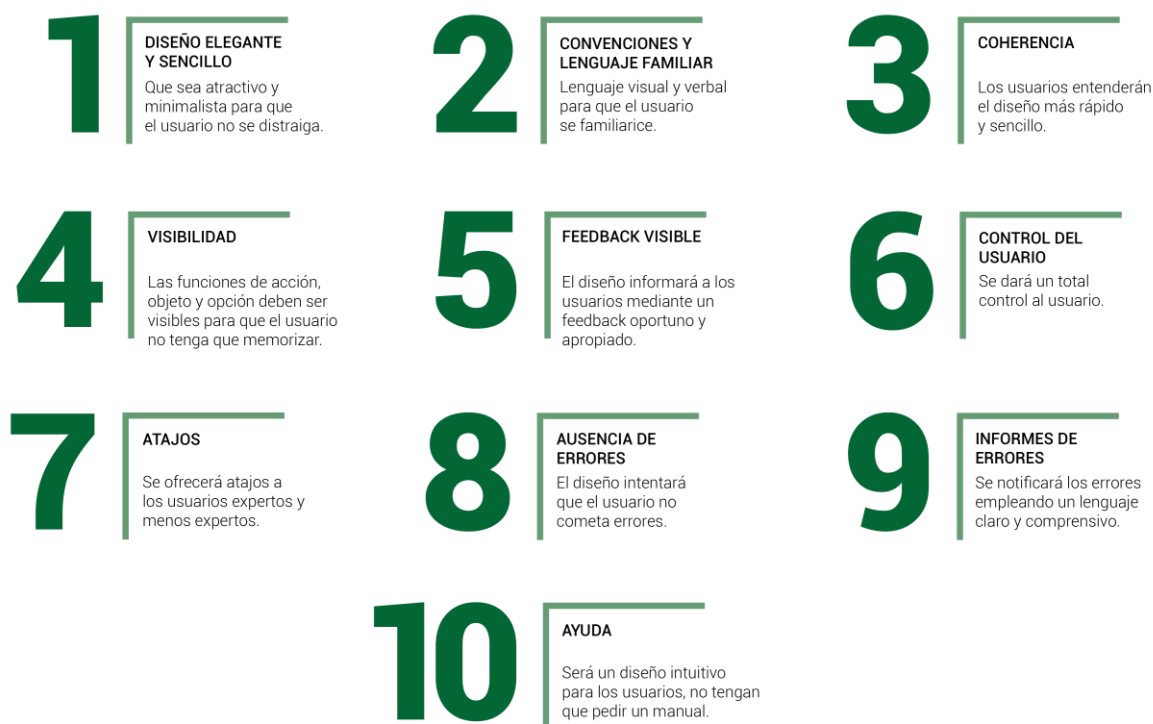 1
DISEÑO ELEGANTE
Y SENCILLO
Que sea atractivo y
minimalista para que
el usuario no se distraiga.
2
CONVENCIONES Y
LENGUAJE FAMILIAR
Lenguaje visual y verbal
para que el usuario
se familiarice.
3
COHERENCIA
Los usuarios entenderán
el diseño más rápido
y sencillo.
4
VISIBILIDAD
Las funciones de acción,
objeto y opción deben ser
visibles para que el usuario
no tenga que memorizar.
5
FEEDBACK VISIBLE
El diseño informará a los
usuarios mediante un
feedback oportuno y
apropiado.
6
CONTROL DEL
USUARIO
Se dará un total
control al usuario.
7
ATAJOS
Se ofrecerá atajos a
los usuarios expertos y
menos expertos.
8
AUSENCIA DE
ERRORES
El diseño intentará
que el usuario no
cometa errores.
9
INFORMES DE
ERRORES
Se notificará los errores
empleando un lenguaje
claro y comprensivo.
10
AYUDA
Será un diseño intuitivo
para los usuarios, no tengan
que pedir un manual.